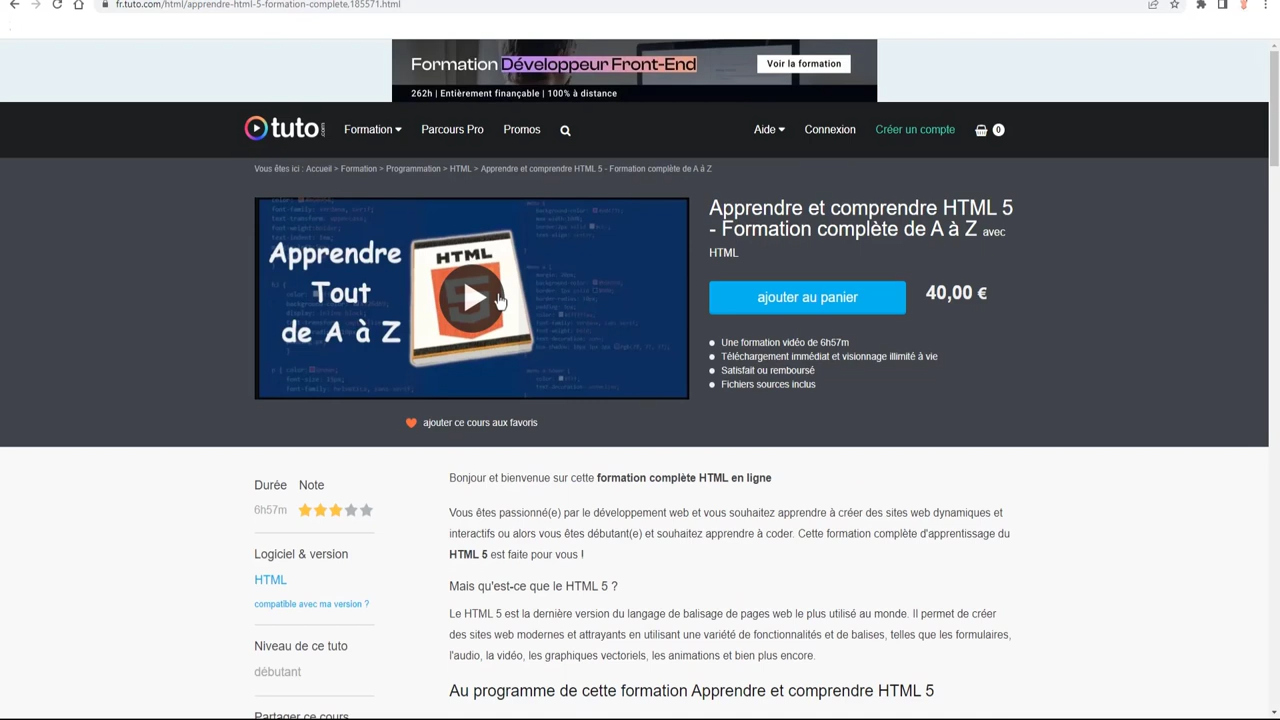 fr.tuto.com/html/apprendre-html-5-formation-complete,185571.html
Formation Développeur Front-End
262h | Entièrement finançable | 100% à distance
Voir la formation
tuto.com
Formation
Parcours Pro
Promos
Aide
Connexion
Créer un compte
0
Vous êtes ici : Accueil > Formation > Programmation > HTML > Apprendre et comprendre HTML 5 - Formation complète de A à Z
Apprendre
Tout
de A à Z
HTML
5
Apprendre et comprendre HTML 5
- Formation complète de A à Z avec
HTML
ajouter au panier
40,00 €
Une formation vidéo de 6h57m
Téléchargement immédiat et visionnage illimité à vie
Satisfait ou remboursé
Fichiers sources inclus
ajouter ce cours aux favoris
Durée Note
6h57m
Logiciel & version
HTML
compatible avec ma version ?
Niveau de ce tuto
débutant
Partager ce cours
Bonjour et bienvenue sur cette formation complète HTML en ligne
Vous êtes passionné(e) par le développement web et vous souhaitez apprendre à créer des sites web dynamiques et
interactifs ou alors vous êtes débutant(e) et souhaitez apprendre à coder. Cette formation complète d'apprentissage du
HTML 5 est faite pour vous !
Mais qu'est-ce que le HTML 5 ?
Le HTML 5 est la dernière version du langage de balisage de pages web le plus utilisé au monde. Il permet de créer
des sites web modernes et attrayants en utilisant une variété de fonctionnalités et de balises, telles que les formulaires,
l'audio, la vidéo, les graphiques vectoriels, les animations et bien plus encore.
Au programme de cette formation Apprendre et comprendre HTML 5